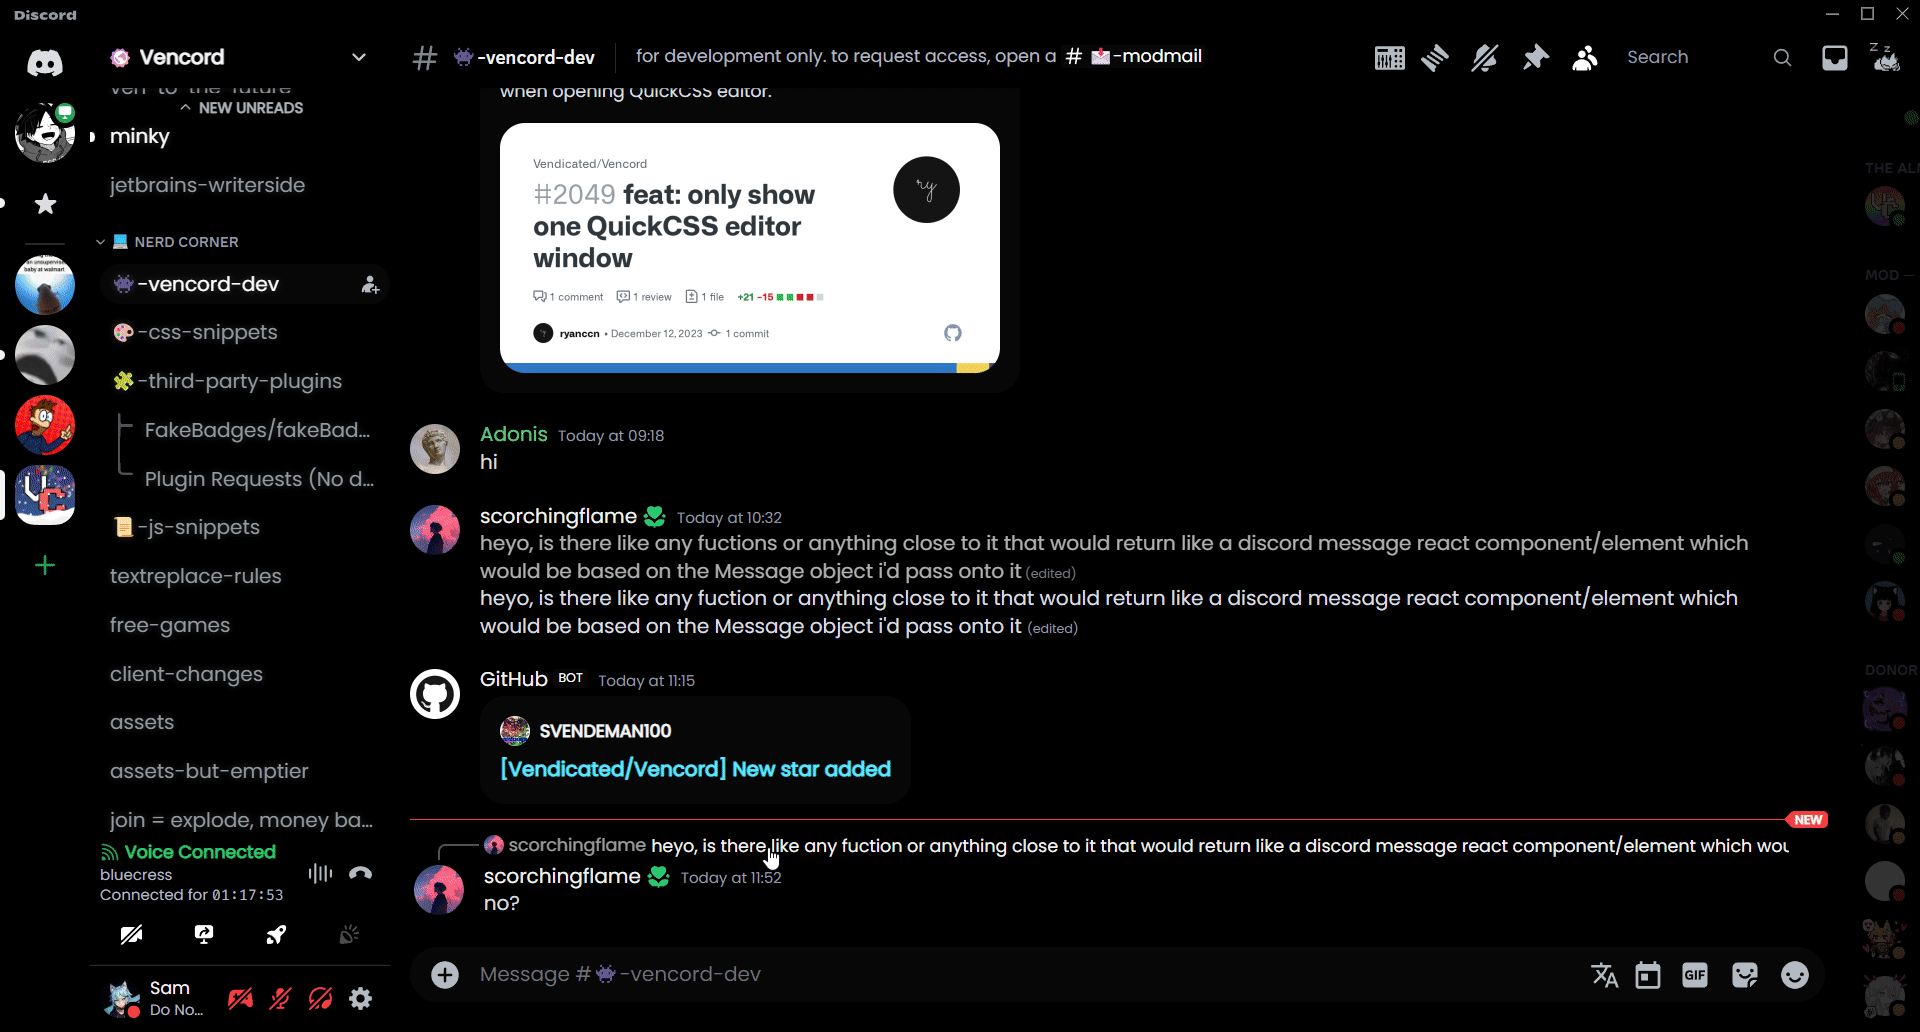 Discord
Vencord
ven to the future
NEW UNREADS
minky
jetbrains-writerside
NERD CORNER
-vencord-dev
-css-snippets
-third-party-plugins
FakeBadges/fakeBad...
Plugin Requests (No d...
-js-snippets
textreplace-rules
free-games
client-changes
assets
assets-but-emptier
join = explode, money ba...
Voice Connected
bluecress
Connected for 01:17:53
Sam
Do No...
# -vencord-dev
for development only. to request access, open a # -modmail
Search
when opening QuickCSS editor.
Vendicated/Vencord
#2049 feat: only show
one QuickCSS editor
window
1 comment 1 review 1 file +21 -15
ryanccn • December 12, 2023 1 commit
Adonis Today at 09:18
hi
scorchingflame Today at 10:32
heyo, is there like any fuctions or anything close to it that would return like a discord message react component/element which
would be based on the Message object i'd pass onto it (edited)
heyo, is there like any fuction or anything close to it that would return like a discord message react component/element which
would be based on the Message object i'd pass onto it (edited)
GitHub BOT Today at 11:15
SVENDEMAN100
[Vendicated/Vencord] New star added
NEW
scorchingflame heyo, is there like any fuction or anything close to it that would return like a discord message react component/element which wou
scorchingflame Today at 11:52
no?
Message # -vencord-dev
GIF
THE AL
MOD —
DONOR